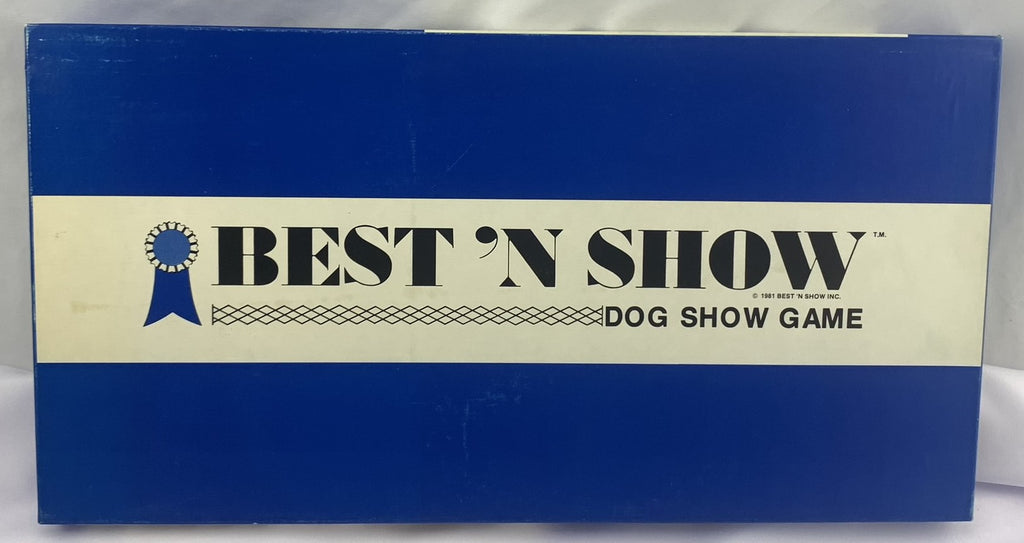 BEST 'N SHOW T.M.
© 1981 BEST 'N SHOW INC.
DOG SHOW GAME